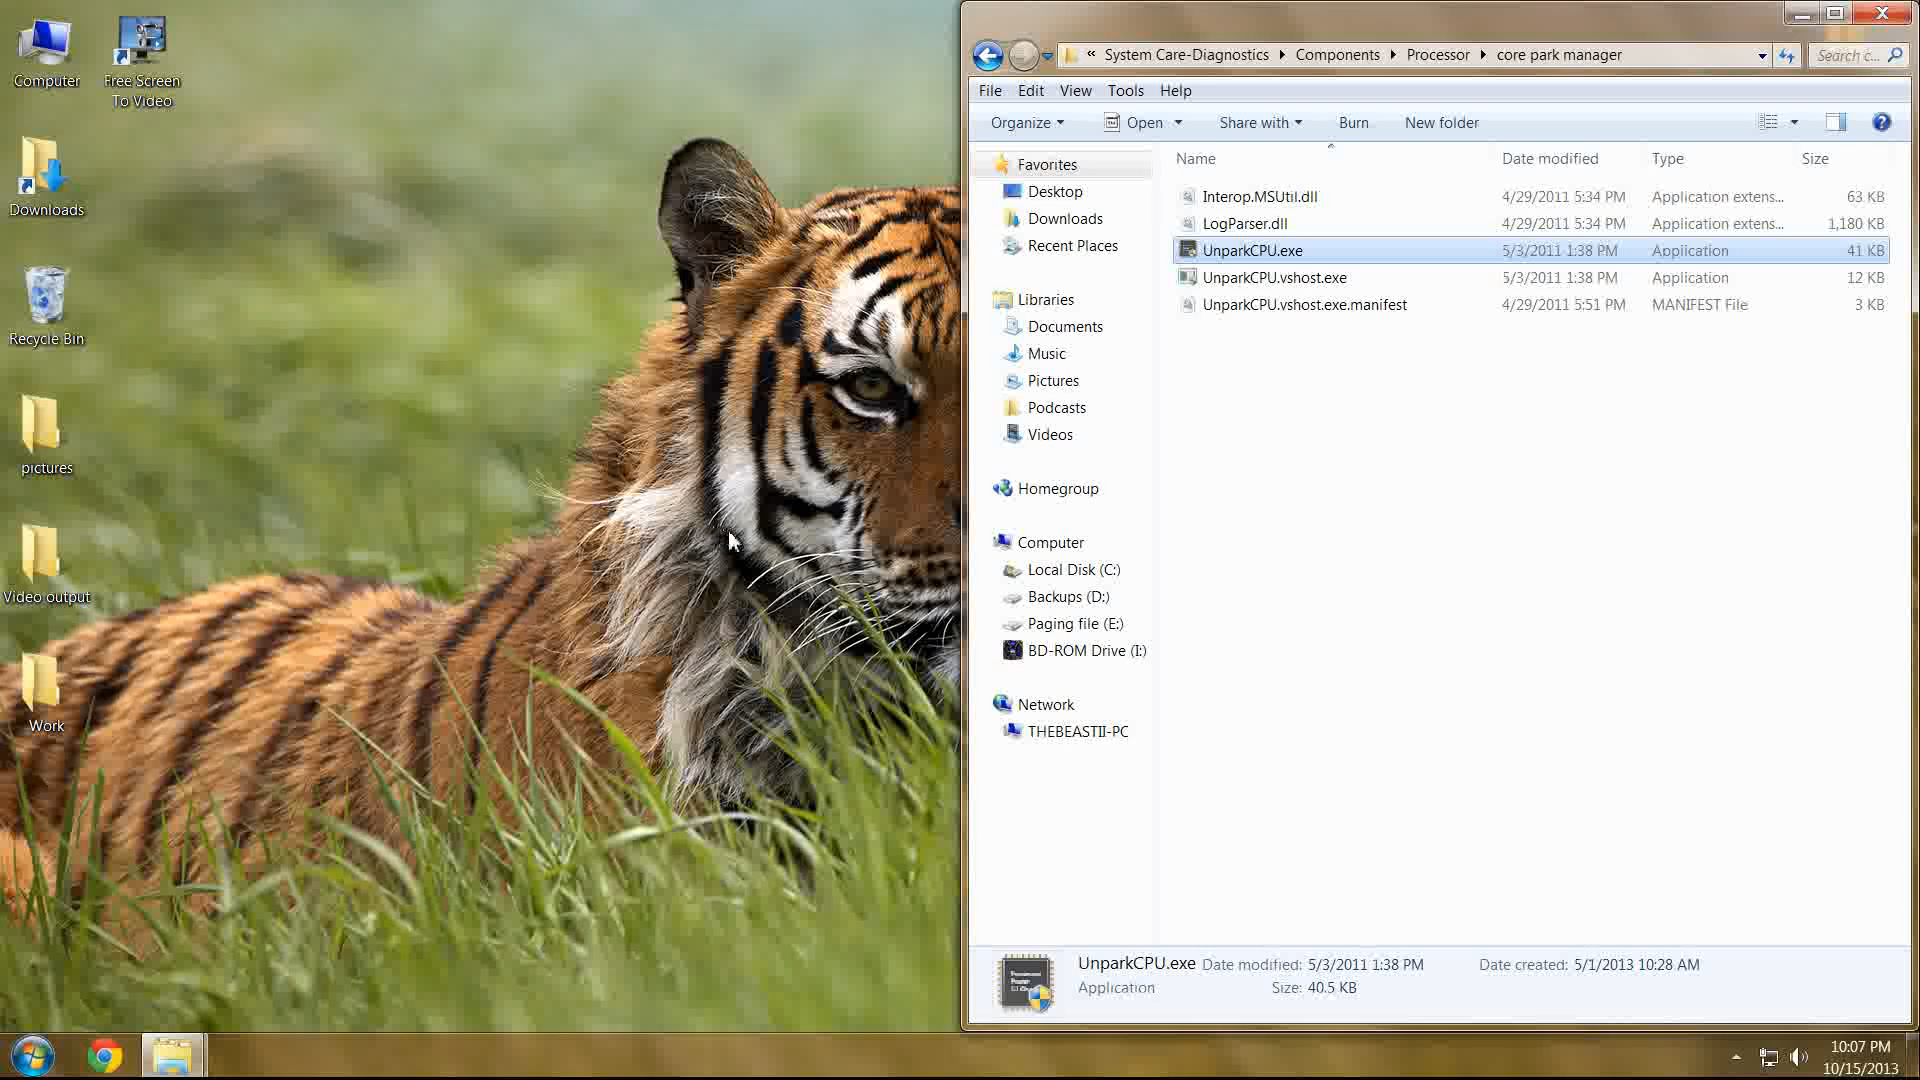 Computer
Free Screen
To Video
Downloads
Recycle Bin
pictures
Video output
Work
« System Care-Diagnostics Components Processor core park manager
Search c...
File Edit View Tools Help
Organize Open Share with Burn New folder
Name Date modified Type Size
Interop.MSUtil.dll 4/29/2011 5:34 PM Application extens... 63 KB
LogParser.dll 4/29/2011 5:34 PM Application extens... 1,180 KB
UnparkCPU.exe 5/3/2011 1:38 PM Application 41 KB
UnparkCPU.vshost.exe 5/3/2011 1:38 PM Application 12 KB
UnparkCPU.vshost.exe.manifest 4/29/2011 5:51 PM MANIFEST File 3 KB
Favorites
Desktop
Downloads
Recent Places
Libraries
Documents
Music
Pictures
Podcasts
Videos
Homegroup
Computer
Local Disk (C:)
Backups (D:)
Paging file (E:)
BD-ROM Drive (I:)
Network
THEBEASTII-PC
UnparkCPU.exe Date modified: 5/3/2011 1:38 PM Date created: 5/1/2013 10:28 AM
Application Size: 40.5 KB
10:07 PM
10/15/2013